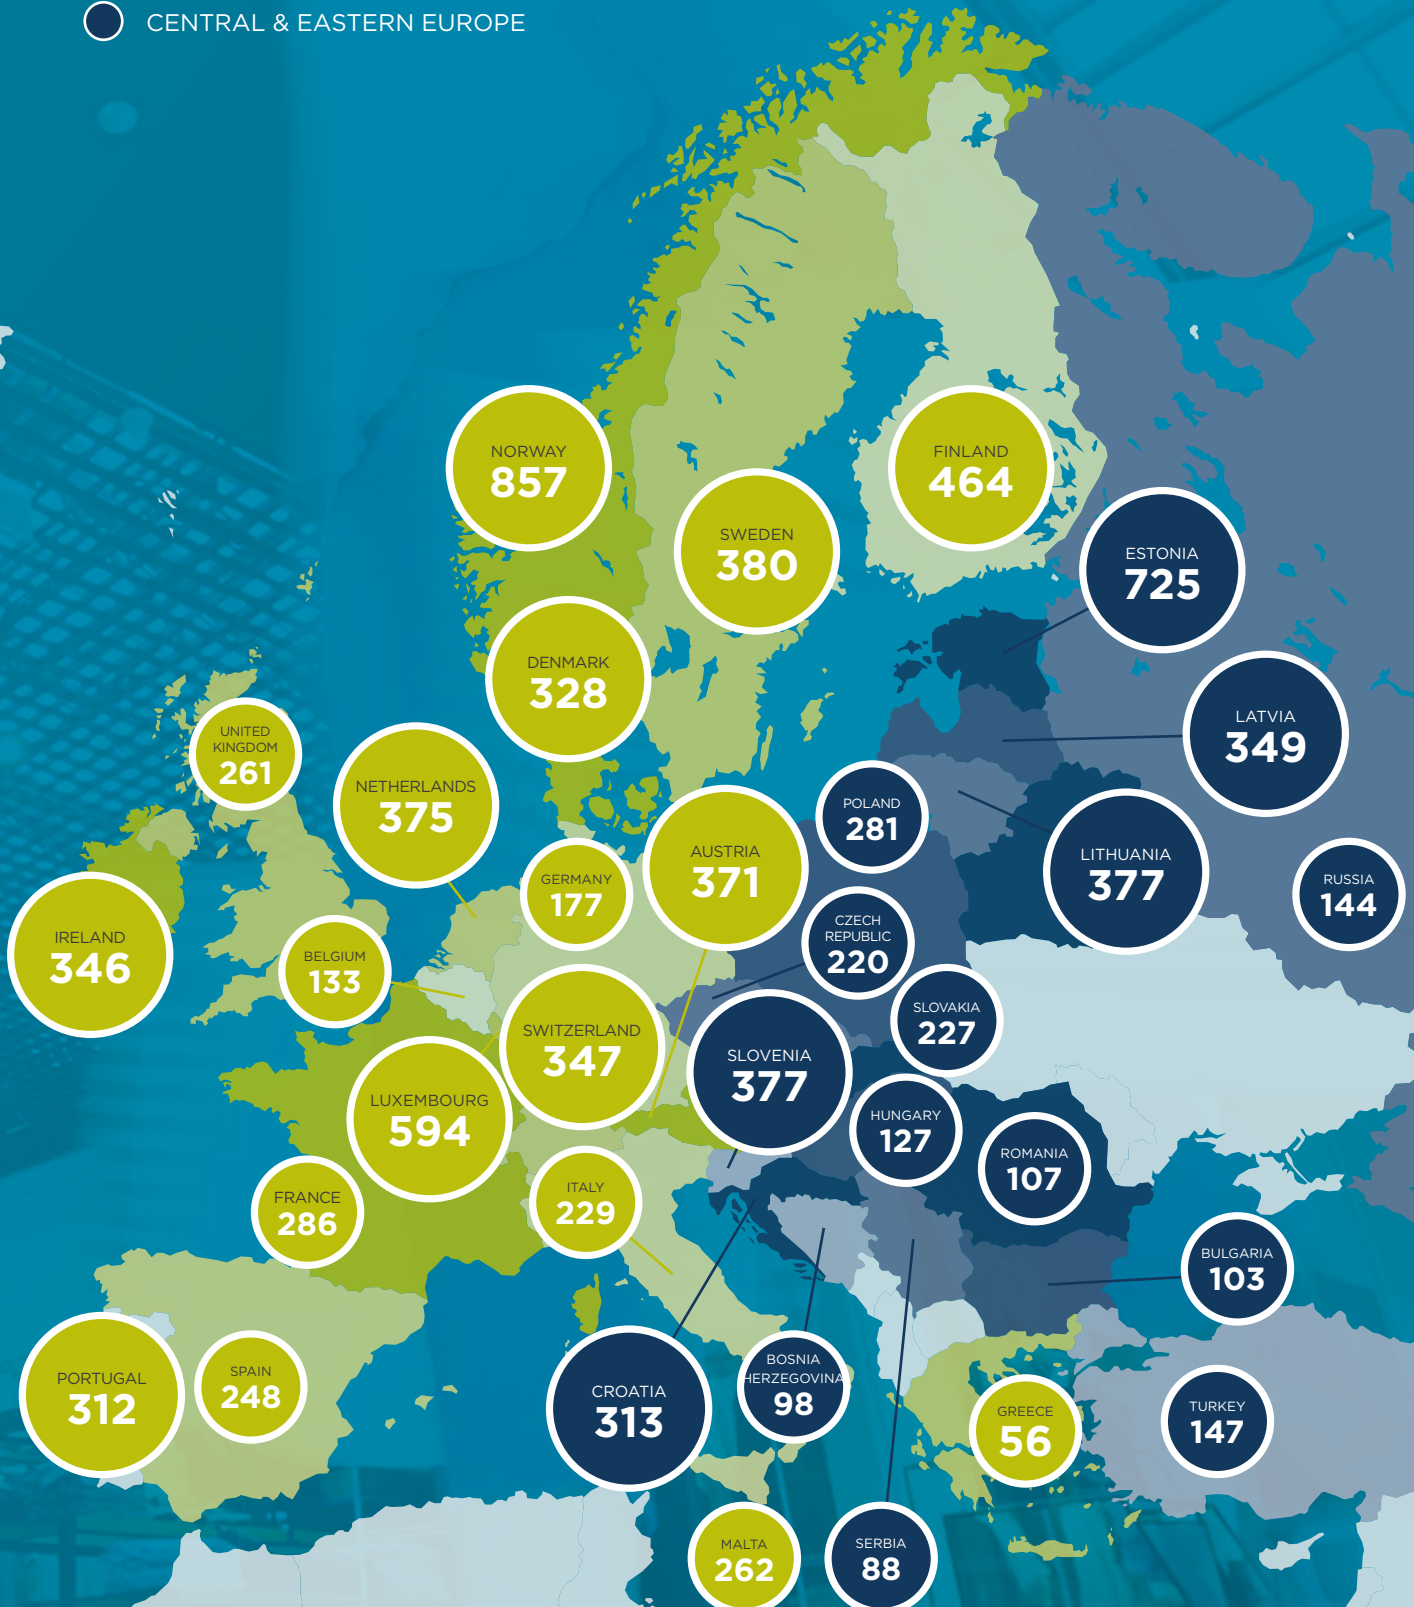 CENTRAL & EASTERN EUROPE
NORWAY
857
FINLAND
464
SWEDEN
380
ESTONIA
725
DENMARK
328
LATVIA
349
UNITED
KINGDOM
261
NETHERLANDS
375
POLAND
281
AUSTRIA
371
LITHUANIA
377
GERMANY
177
RUSSIA
144
CZECH
REPUBLIC
220
IRELAND
346
BELGIUM
133
SLOVAKIA
227
SWITZERLAND
347
SLOVENIA
377
LUXEMBOURG
594
HUNGARY
127
ROMANIA
107
FRANCE
286
ITALY
229
BULGARIA
103
PORTUGAL
312
SPAIN
248
CROATIA
313
BOSNIA
HERZEGOVINA
98
GREECE
56
TURKEY
147
MALTA
262
SERBIA
88